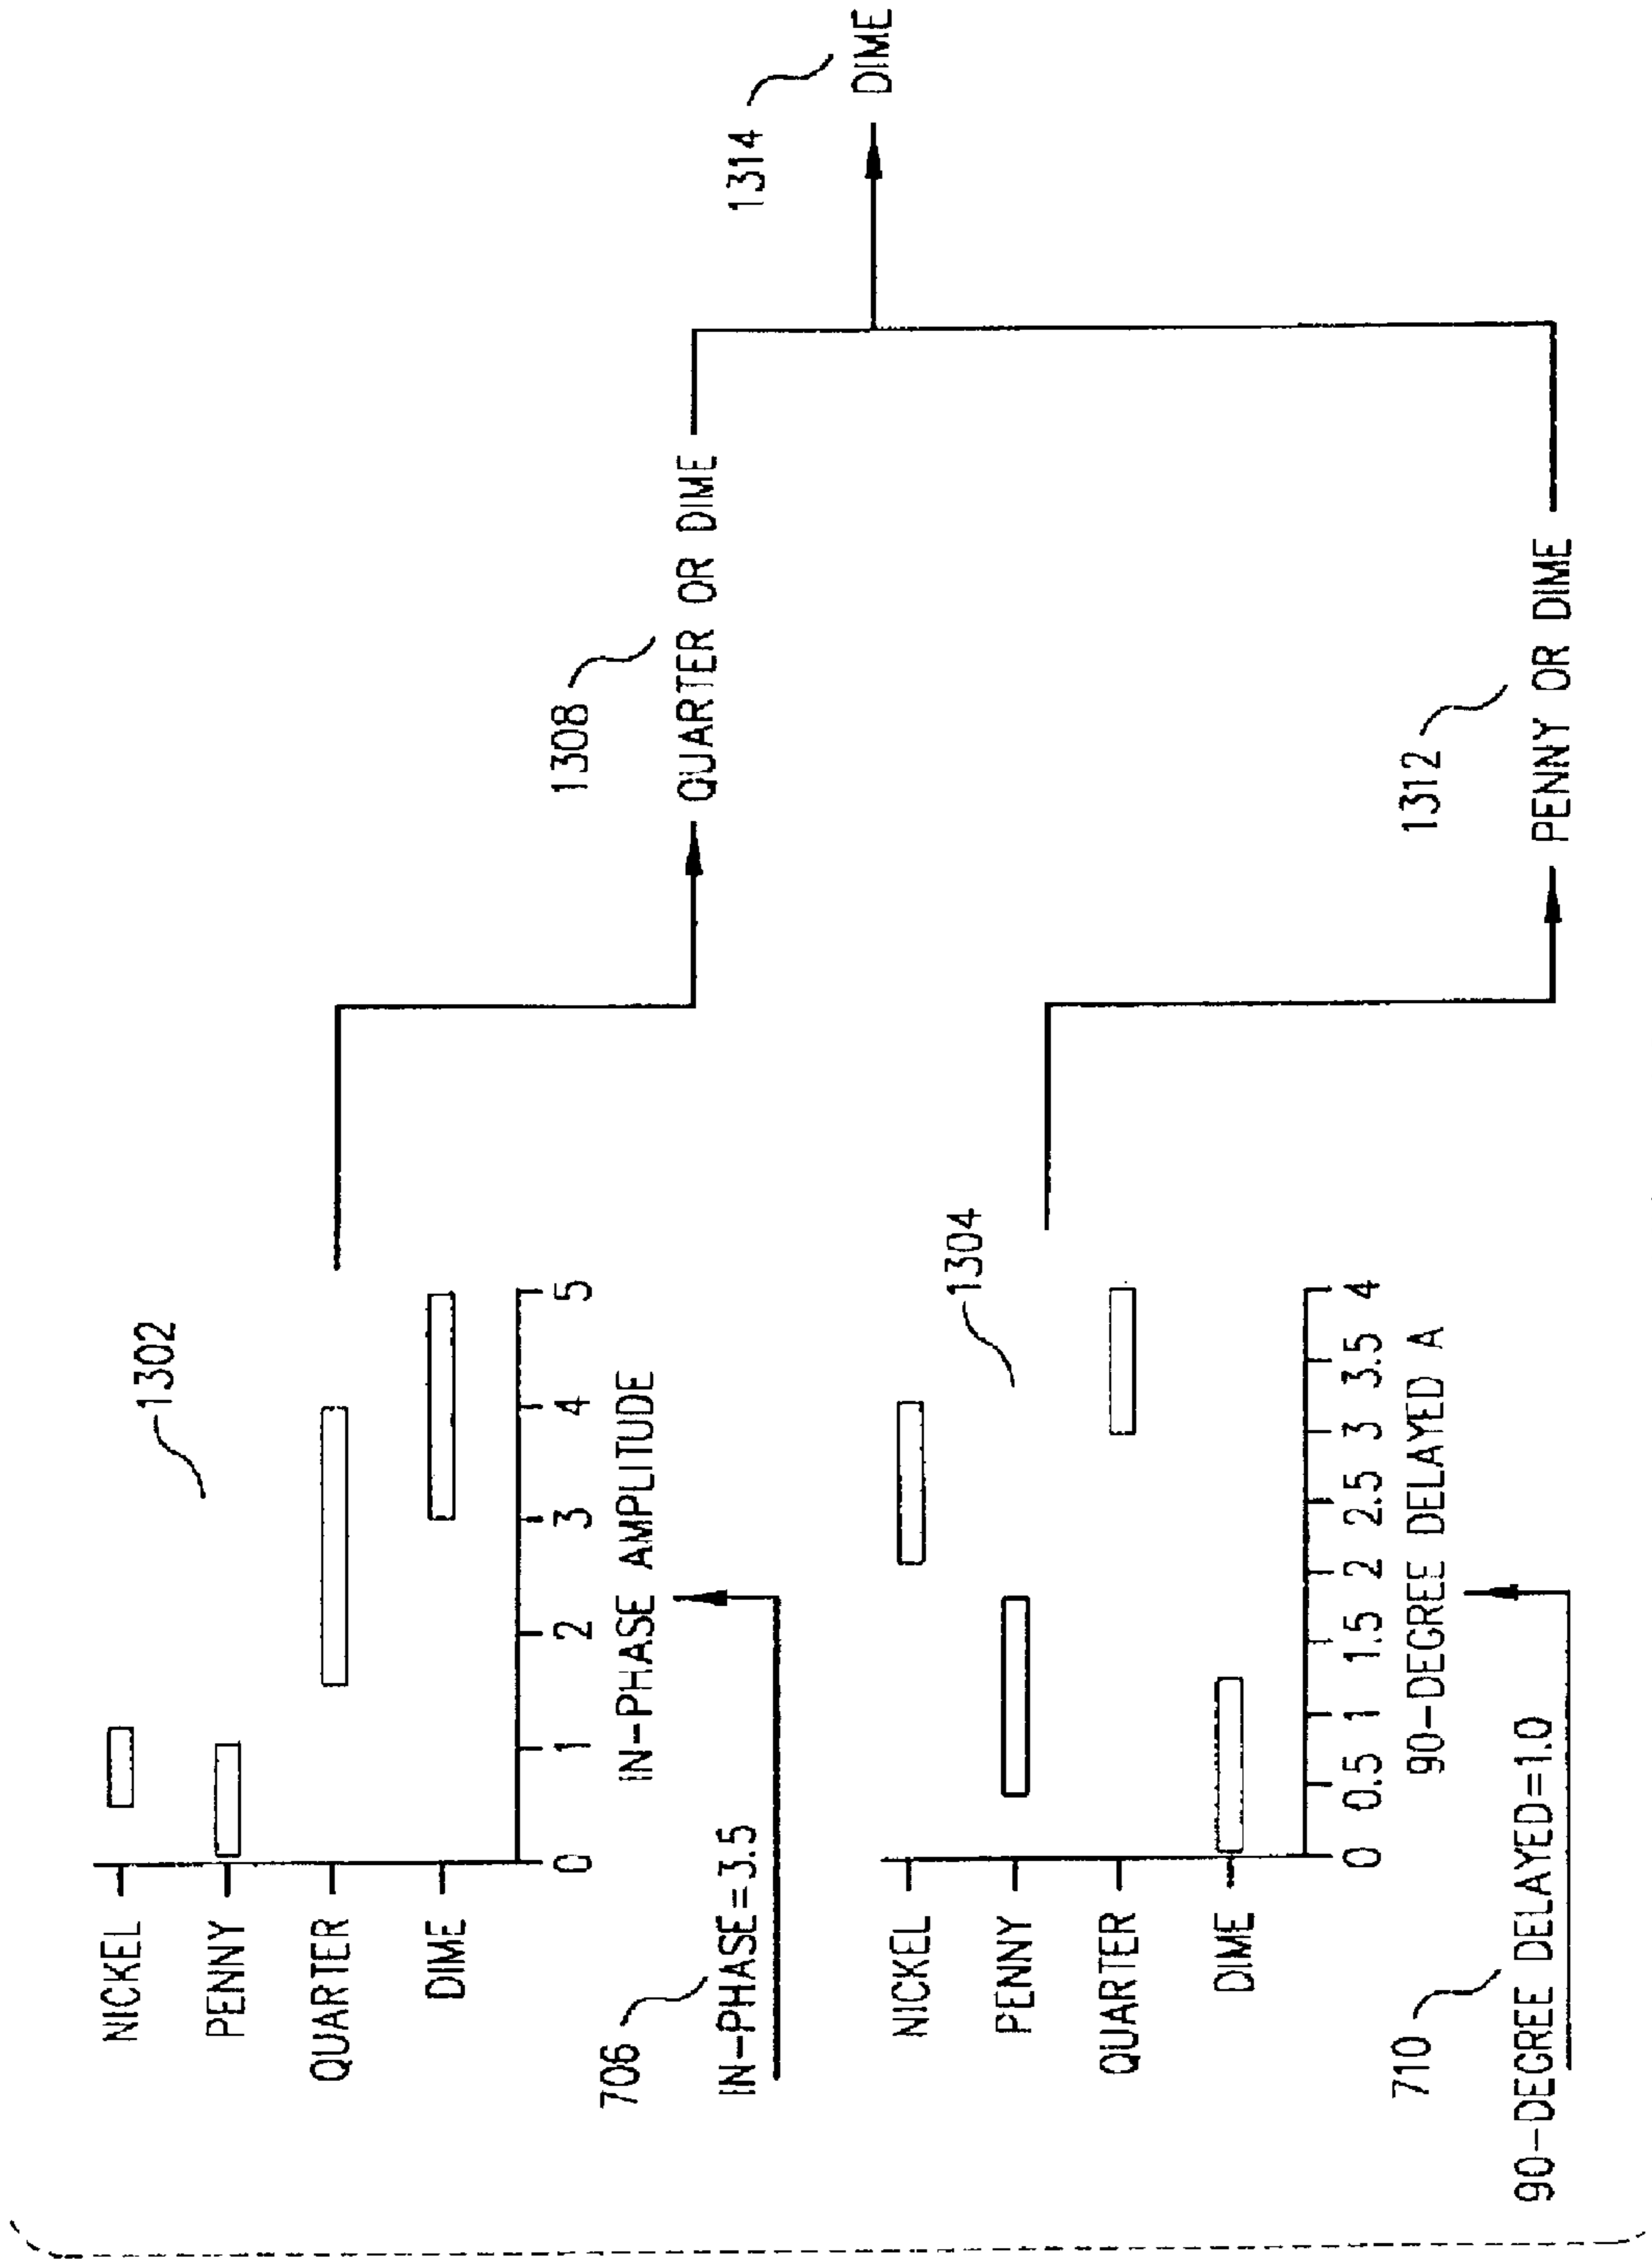 1302
NICKEL
PENNY
QUARTER
DIME
0 1 2 3 4 5
IN-PHASE AMPLITUDE
706
IN-PHASE=3.5
1308
QUARTER OR DIME
1314
DIME
1304
NICKEL
PENNY
QUARTER
DIME
0 0.5 1 1.5 2 2.5 3 3.5 4
90-DEGREE DELAYED A
710
90-DEGREE DELAYED=1.0
1312
PENNY OR DIME